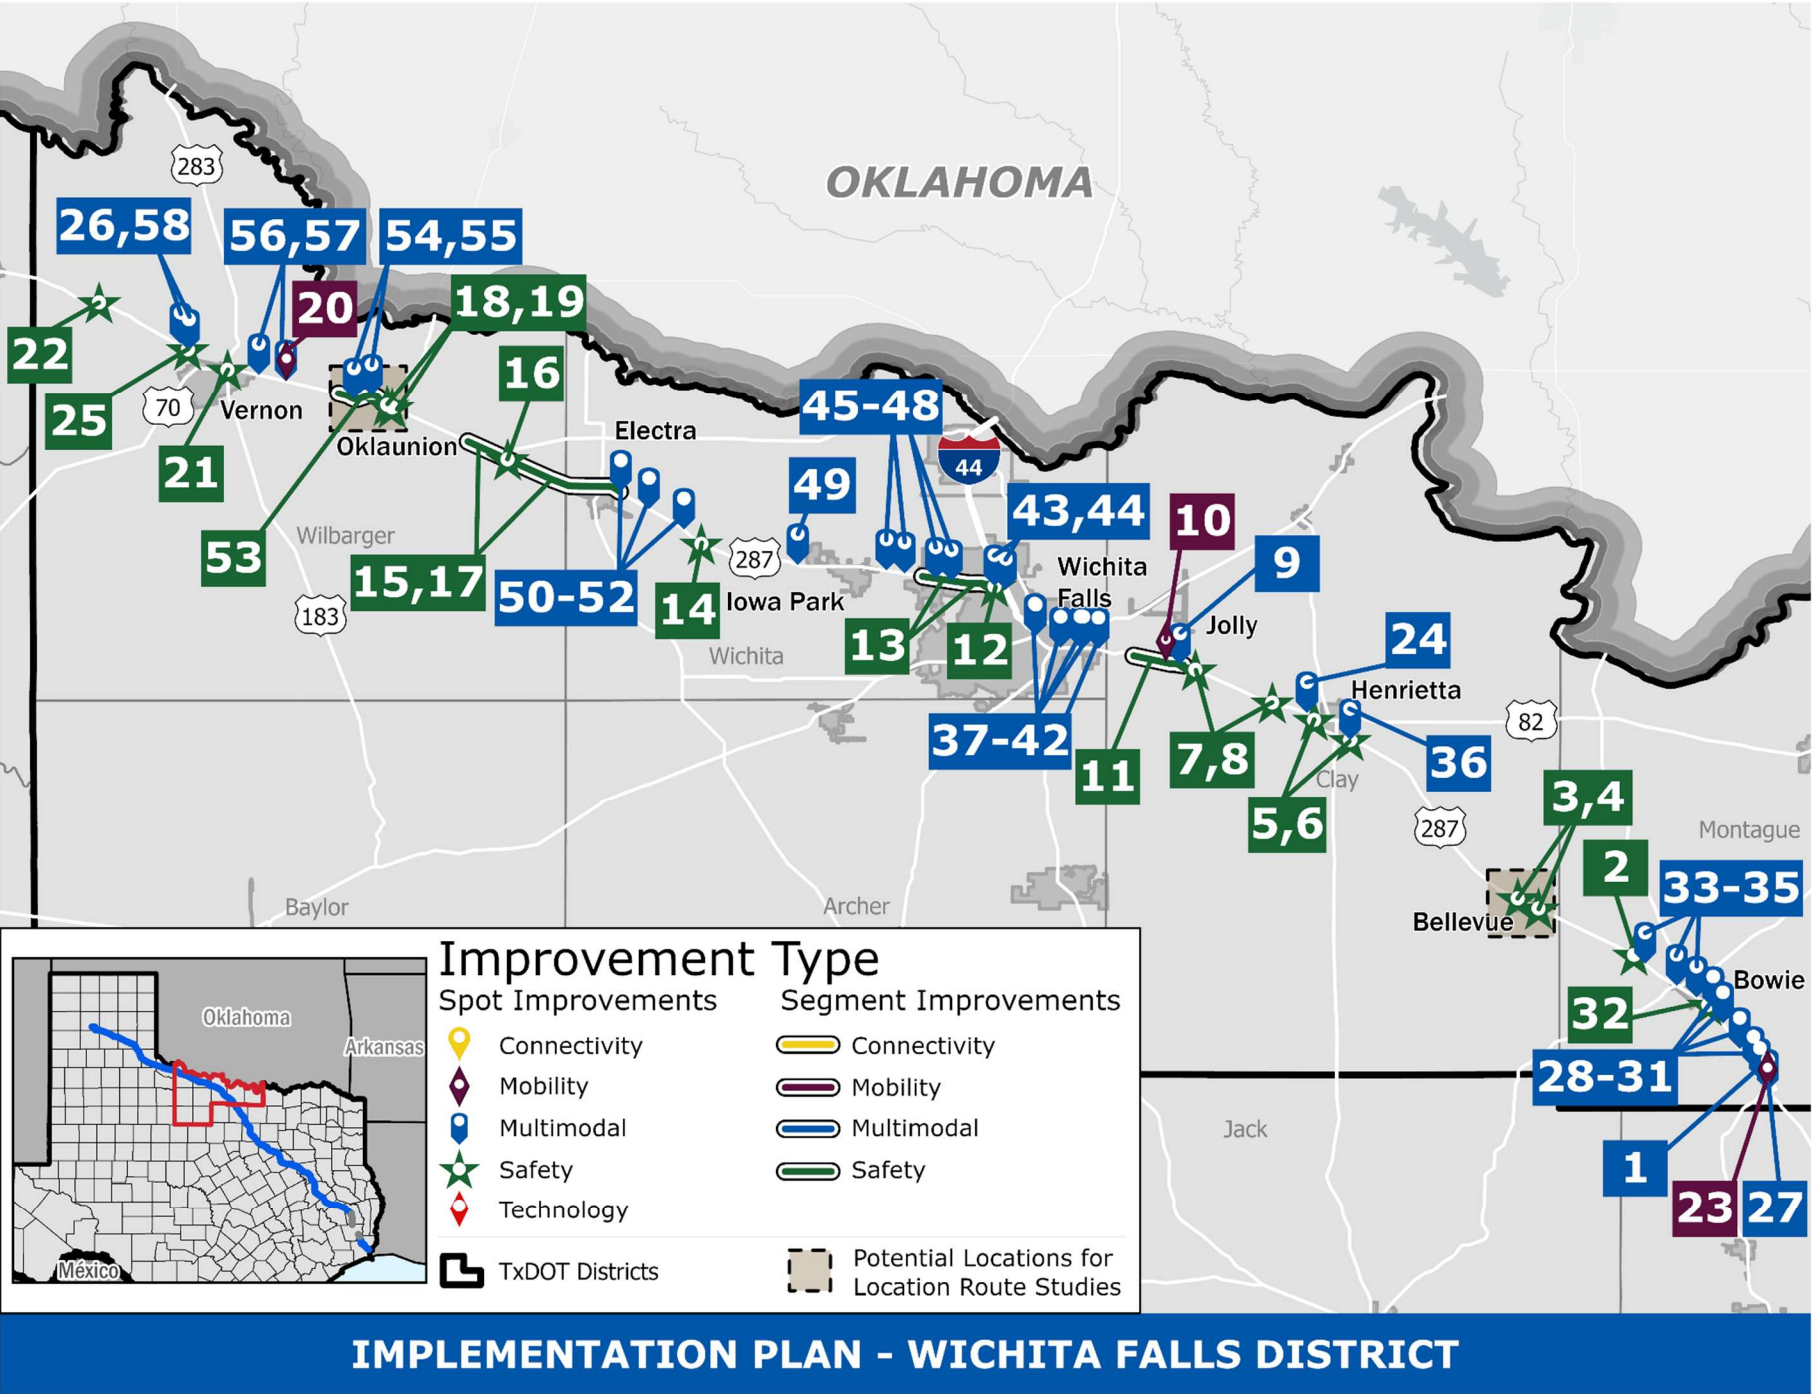 OKLAHOMA
283
26,58
56,57
54,55
20
18,19
22
16
25
70
Vernon
Oklaunion
21
53
Wilbarger
183
15,17
Electra
50-52
14
287
Iowa Park
49
45-48
44
43,44
13
12
Wichita
Wichita
Falls
37-42
10
9
Jolly
11
7,8
24
Henrietta
36
5,6
Clay
82
287
3,4
Montague
2
33-35
Bellevue
Bowie
32
28-31
1
23
27
Baylor
Archer
Jack
Oklahoma
Arkansas
México
Improvement Type
Spot Improvements
Connectivity
Mobility
Multimodal
Safety
Technology
Segment Improvements
Connectivity
Mobility
Multimodal
Safety
TxDOT Districts
Potential Locations for
Location Route Studies
IMPLEMENTATION PLAN - WICHITA FALLS DISTRICT